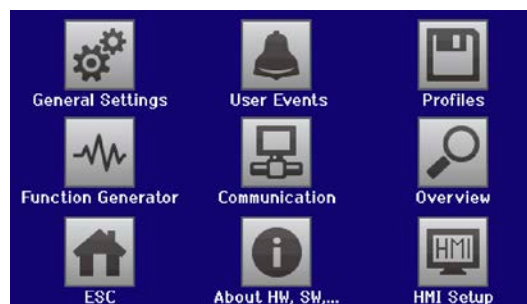 General Settings
User Events
Profiles
Function Generator
Communication
Overview
ESC
About HW, SW,...
HMI
HMI Setup